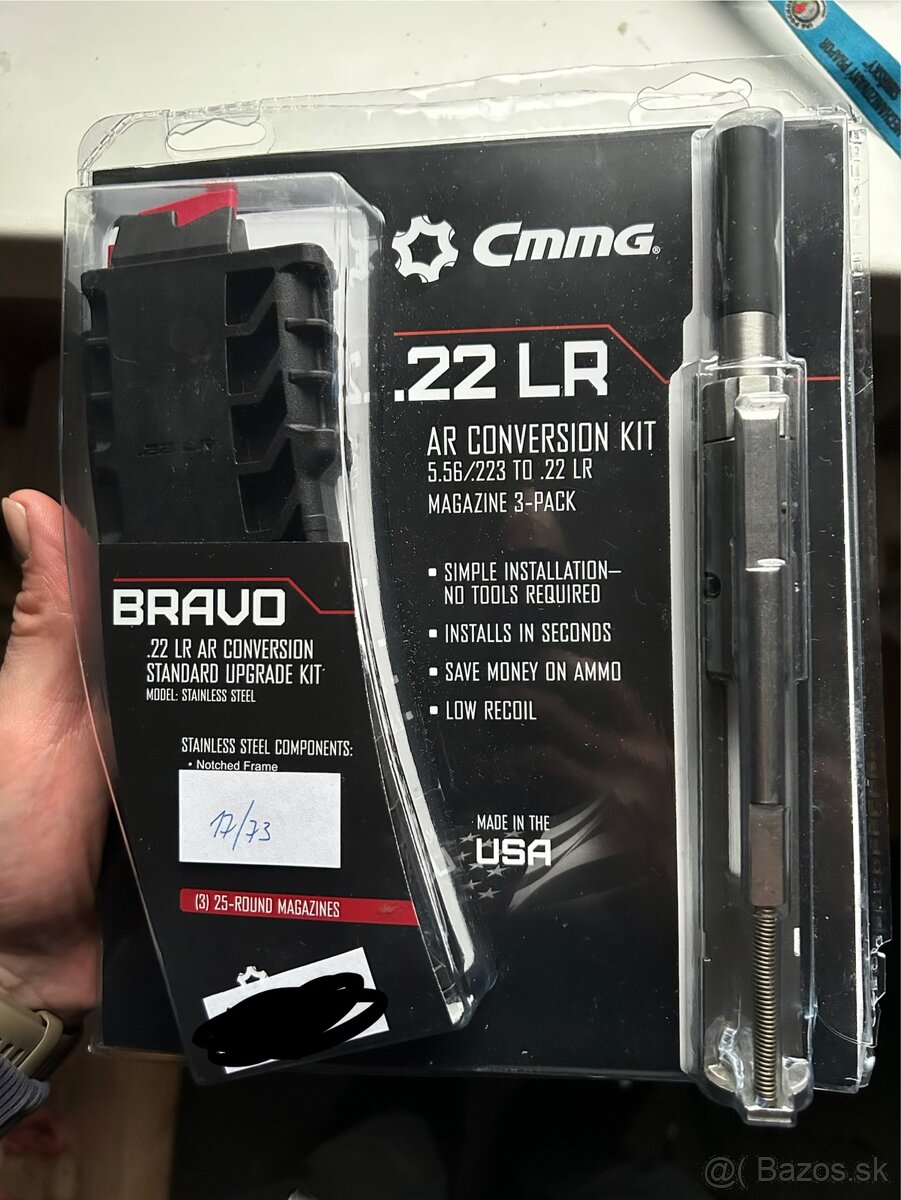 CMMG®
.22 LR
AR CONVERSION KIT
5.56/.223 TO .22 LR
MAGAZINE 3-PACK
▪ SIMPLE INSTALLATION—
NO TOOLS REQUIRED
▪ INSTALLS IN SECONDS
▪ SAVE MONEY ON AMMO
▪ LOW RECOIL
MADE IN THE
USA
.22 LR
BRAVO
.22 LR AR CONVERSION
STANDARD UPGRADE KIT
MODEL: STAINLESS STEEL
STAINLESS STEEL COMPONENTS:
• Notched Frame
17/73
(3) 25-ROUND MAGAZINES
@( Bazos.sk